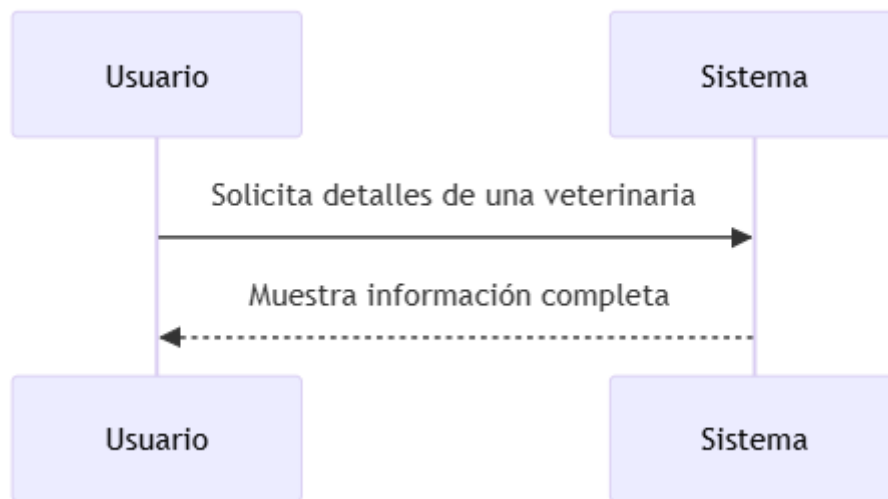 Usuario
Sistema
Solicita detalles de una veterinaria
Muestra información completa
Usuario
Sistema